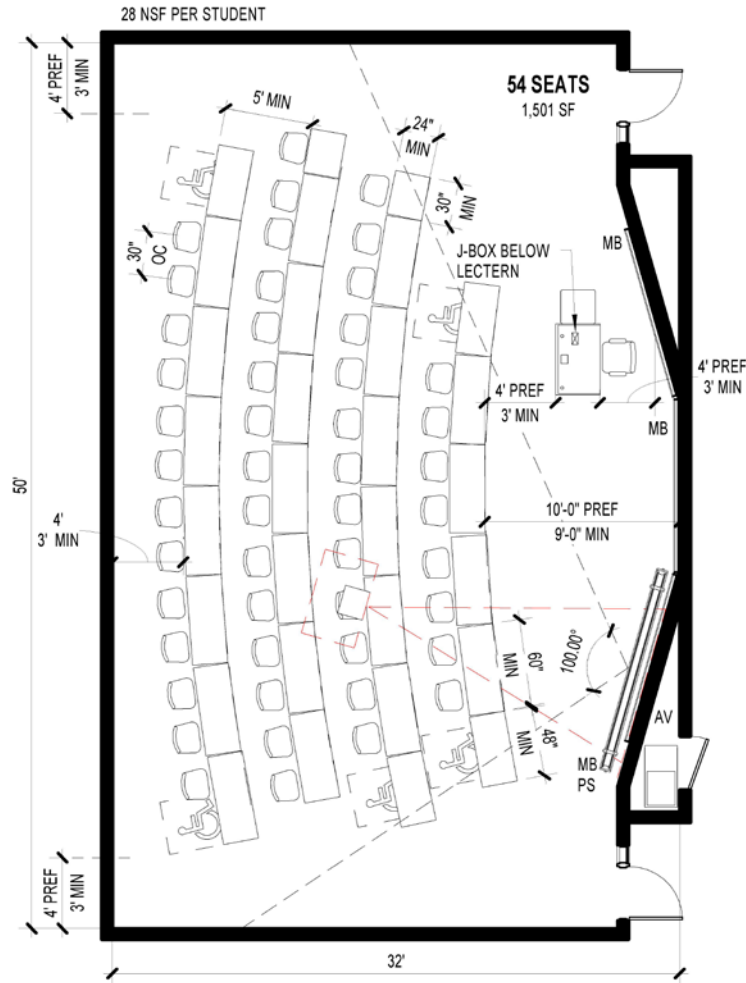 28 NSF PER STUDENT
4' PREF
3' MIN
5' MIN
54 SEATS
1,501 SF
24"
MIN
30"
MIN
30"
OC
J-BOX BELOW
LECTERN
MB
4' PREF
3' MIN
4' PREF
3' MIN
MB
50'
10'-0" PREF
9'-0" MIN
4'
3' MIN
60"
MIN
100.00°
48"
MIN
AV
MB
PS
4' PREF
3' MIN
32'